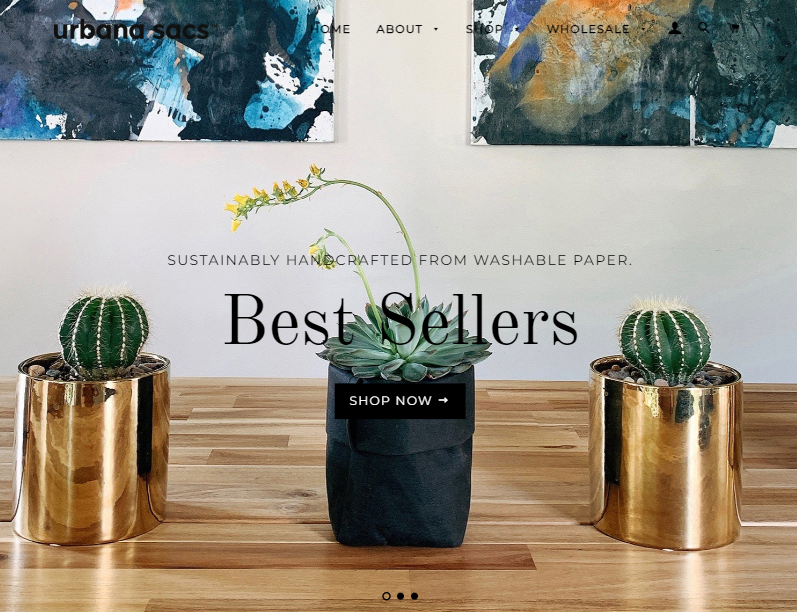 urbana sacs
HOME ABOUT SHOP WHOLESALE
SUSTAINABLY HANDCRAFTED FROM WASHABLE PAPER.
Best Sellers
SHOP NOW →